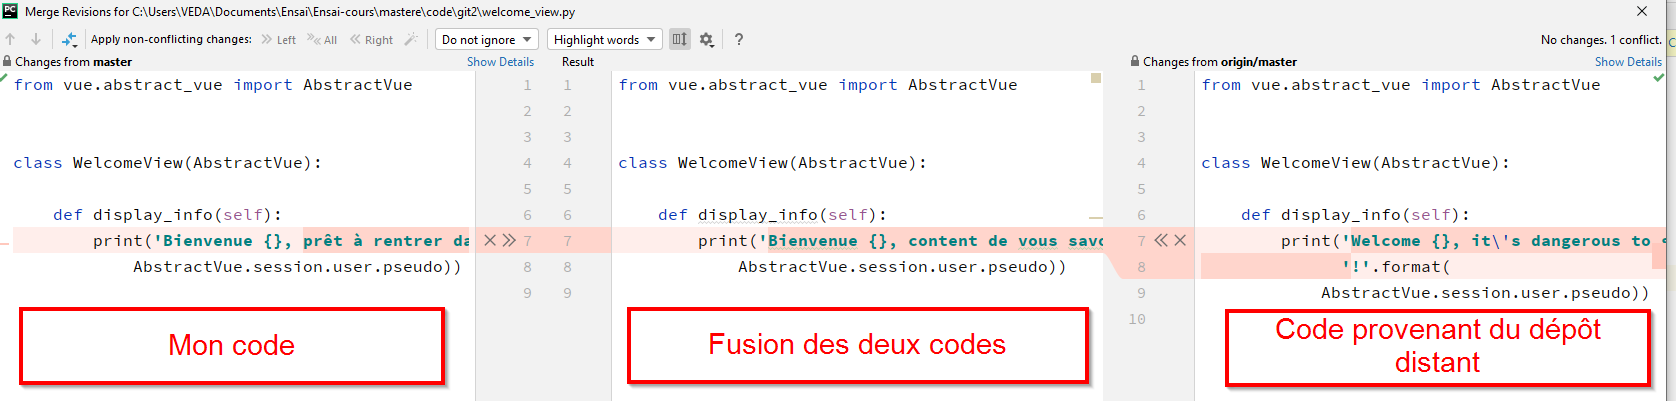 PC Merge Revisions for C:\Users\VEDA\Documents\Ensai\Ensai-cours\mastere\code\git2\welcome_view.py
Apply non-conflicting changes: Left All Right Do not ignore Highlight words ? No changes. 1 conflict.
Changes from master Show Details Result Changes from origin/master Show Details
from vue.abstract_vue import AbstractVue 1 1 from vue.abstract_vue import AbstractVue 1 from vue.abstract_vue import AbstractVue
2 2 2
3 3 3
class WelcomeView(AbstractVue): 4 4 class WelcomeView(AbstractVue): 4 class WelcomeView(AbstractVue):
5 5 5
def display_info(self): 6 6 def display_info(self): 6 def display_info(self):
print('Bienvenue {}, prêt à rentrer da 7 7 print('Bienvenue {}, content de vous savo 7 print('Welcome {}, it\'s dangerous to
AbstractVue.session.user.pseudo)) 8 8 AbstractVue.session.user.pseudo)) 8 '!'.format(
9 9 9 AbstractVue.session.user.pseudo))
10
Mon code
Fusion des deux codes
Code provenant du dépôt
distant